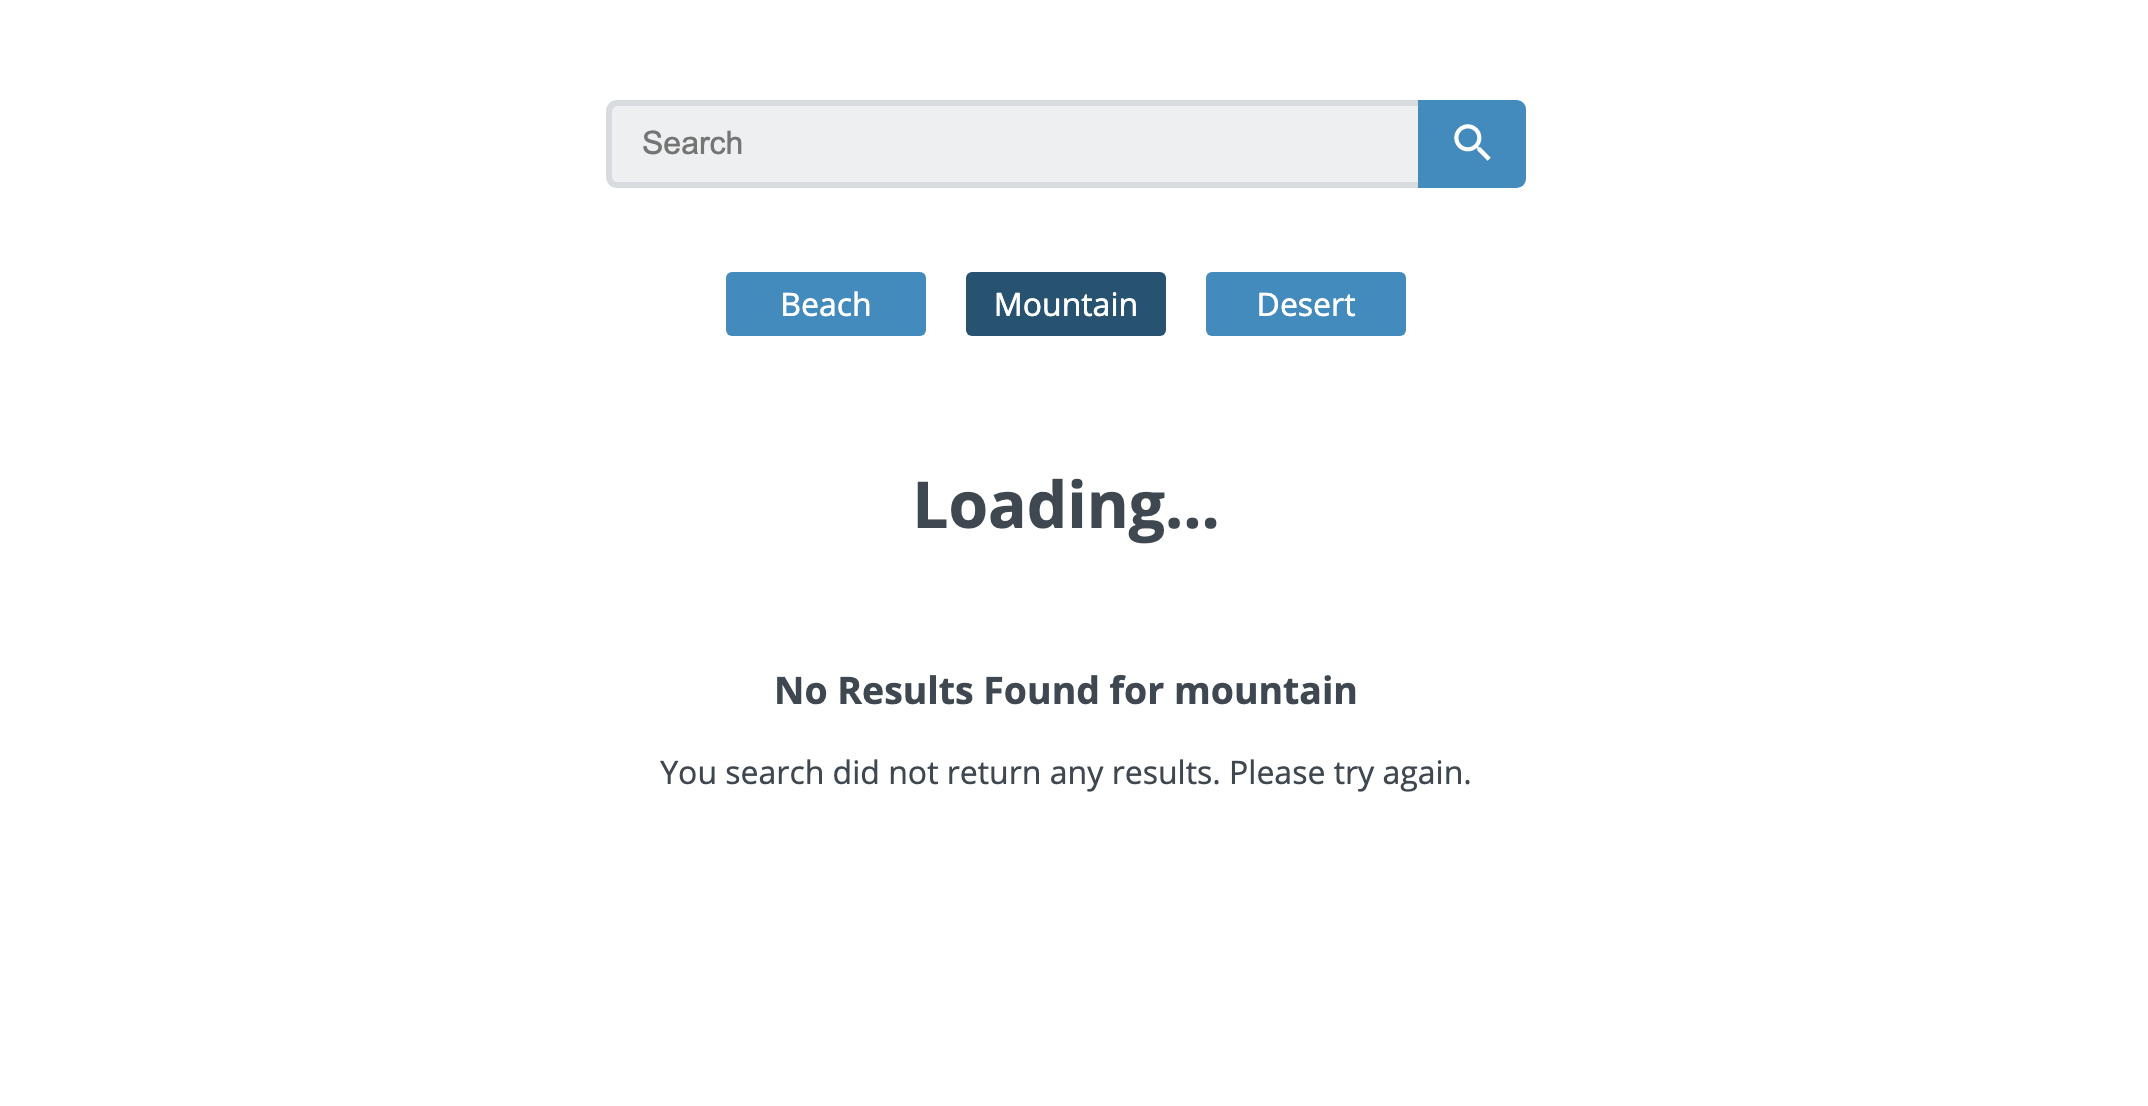 Search
Beach Mountain Desert
Loading...
No Results Found for mountain
You search did not return any results. Please try again.